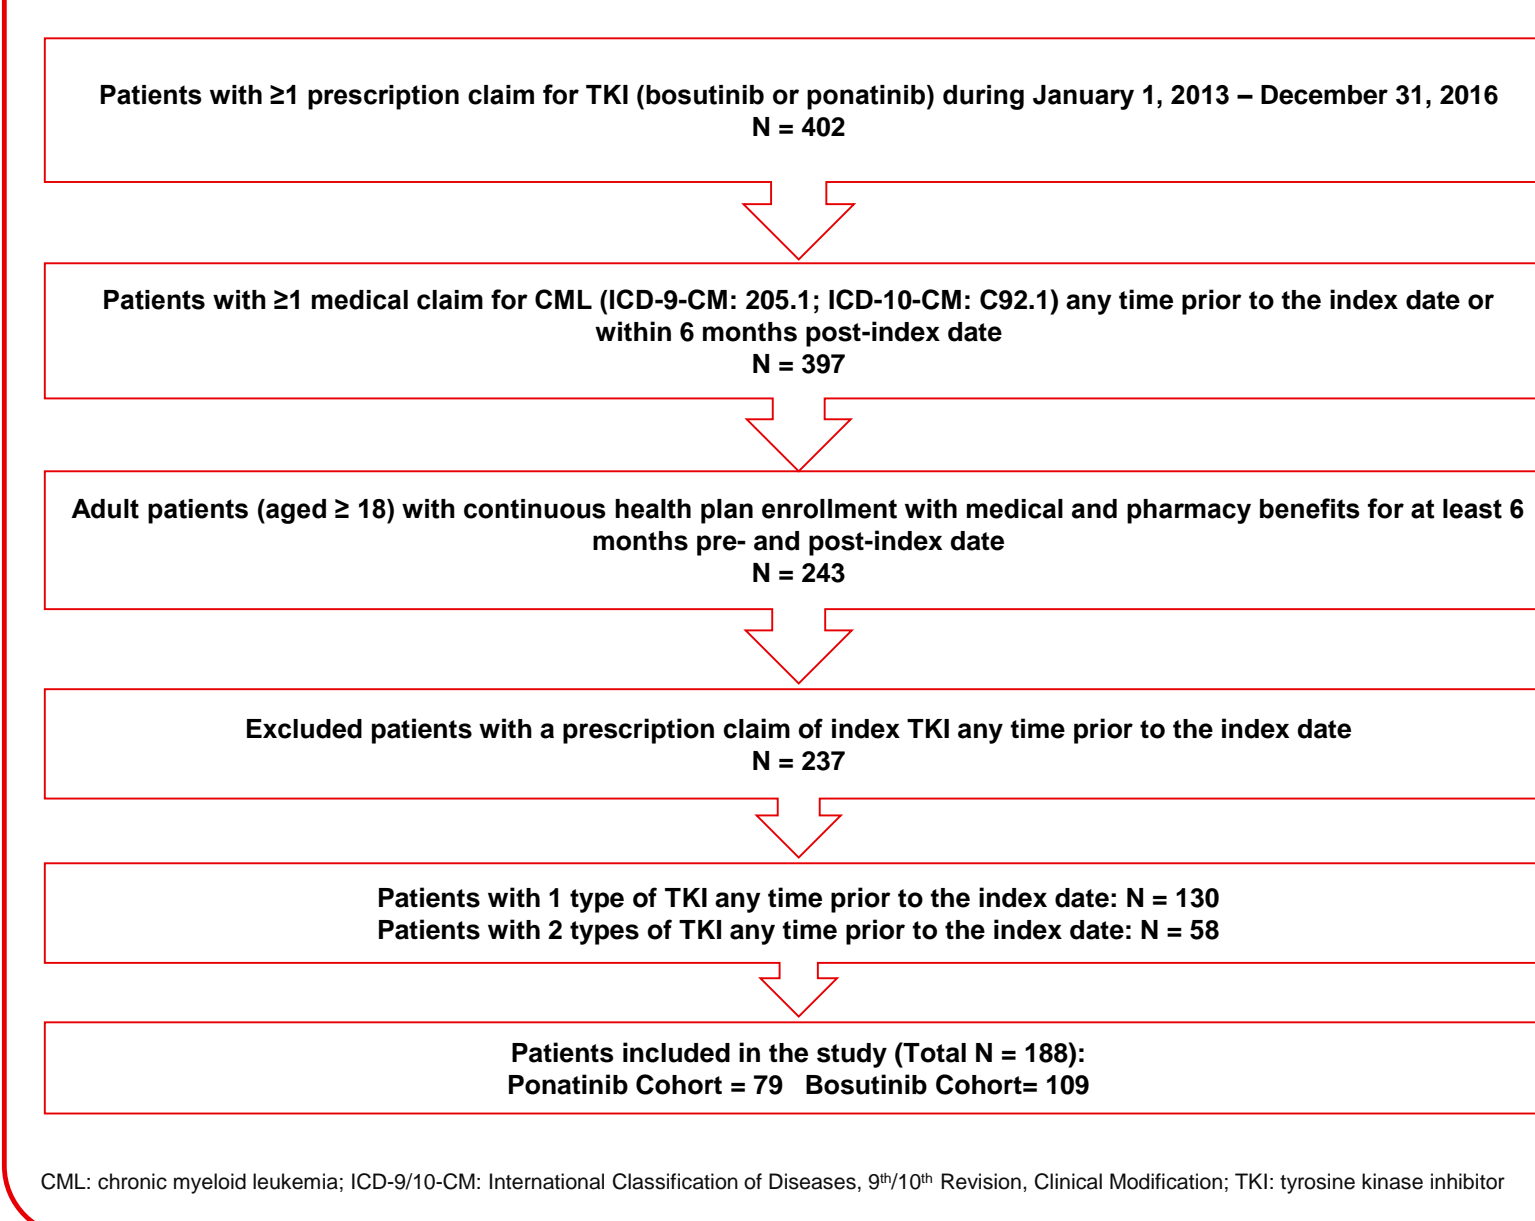 Patients with ≥1 prescription claim for TKI (bosutinib or ponatinib) during January 1, 2013 – December 31, 2016
N = 402
Patients with ≥1 medical claim for CML (ICD-9-CM: 205.1; ICD-10-CM: C92.1) any time prior to the index date or
within 6 months post-index date
N = 397
Adult patients (aged ≥ 18) with continuous health plan enrollment with medical and pharmacy benefits for at least 6
months pre- and post-index date
N = 243
Excluded patients with a prescription claim of index TKI any time prior to the index date
N = 237
Patients with 1 type of TKI any time prior to the index date: N = 130
Patients with 2 types of TKI any time prior to the index date: N = 58
Patients included in the study (Total N = 188):
Ponatinib Cohort = 79   Bosutinib Cohort= 109
CML: chronic myeloid leukemia; ICD-9/10-CM: International Classification of Diseases, 9th/10th Revision, Clinical Modification; TKI: tyrosine kinase inhibitor